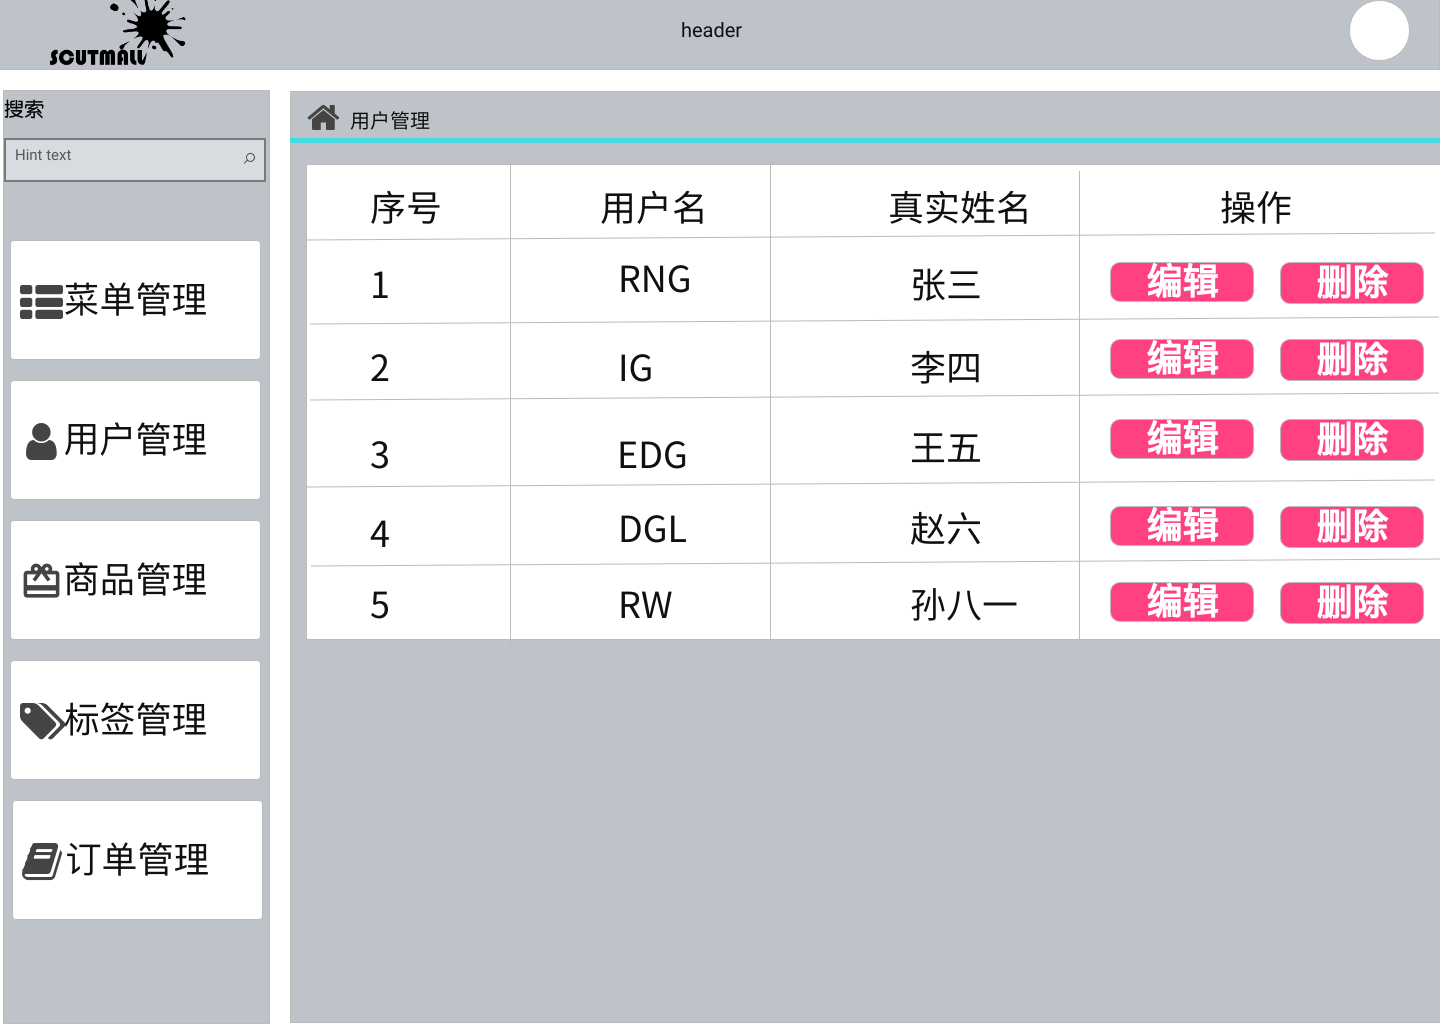 SCUTMALL
header
搜索
Hint text
菜单管理
用户管理
商品管理
标签管理
订单管理
用户管理
序号 用户名 真实姓名 操作
1 RNG 张三 编辑 删除
2 IG 李四 编辑 删除
3 EDG 王五 编辑 删除
4 DGL 赵六 编辑 删除
5 RW 孙八一 编辑 删除